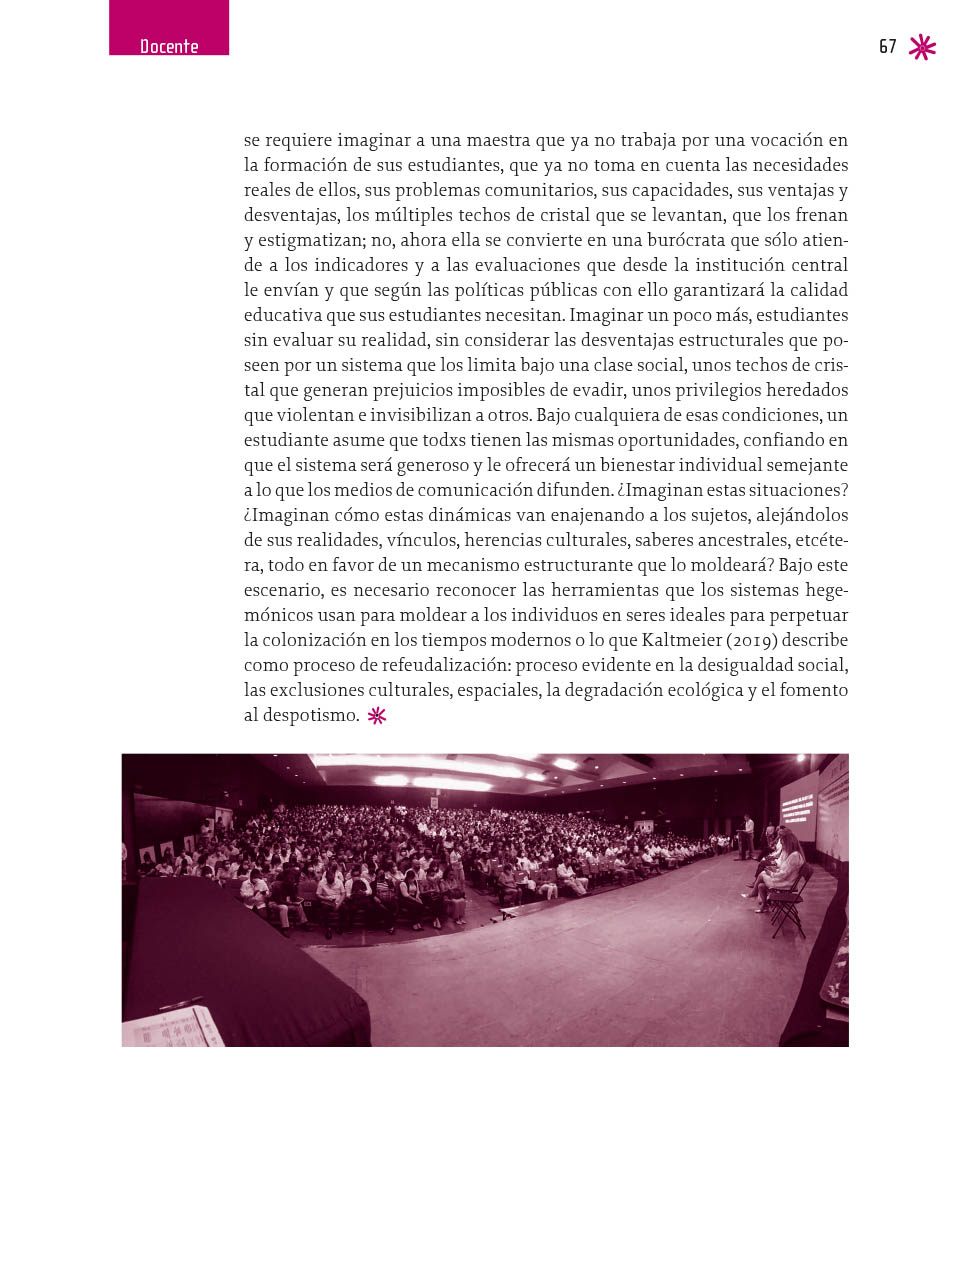 Docente
67
se requiere imaginar a una maestra que ya no trabaja por una vocación en
la formación de sus estudiantes, que ya no toma en cuenta las necesidades
reales de ellos, sus problemas comunitarios, sus capacidades, sus ventajas y
desventajas, los múltiples techos de cristal que se levantan, que los frenan
y estigmatizan; no, ahora ella se convierte en una burócrata que sólo atien-
de a los indicadores y a las evaluaciones que desde la institución central
le envían y que según las políticas públicas con ello garantizará la calidad
educativa que sus estudiantes necesitan. Imaginar un poco más, estudiantes
sin evaluar su realidad, sin considerar las desventajas estructurales que po-
seen por un sistema que los limita bajo una clase social, unos techos de cris-
tal que generan prejuicios imposibles de evadir, unos privilegios heredados
que violentan e invisibilizan a otros. Bajo cualquiera de esas condiciones, un
estudiante asume que todxs tienen las mismas oportunidades, confiando en
que el sistema será generoso y le ofrecerá un bienestar individual semejante
a lo que los medios de comunicación difunden. ¿Imaginan estas situaciones?
¿Imaginan cómo estas dinámicas van enajenando a los sujetos, alejándolos
de sus realidades, vínculos, herencias culturales, saberes ancestrales, etcéte-
ra, todo en favor de un mecanismo estructurante que lo moldeará? Bajo este
escenario, es necesario reconocer las herramientas que los sistemas hege-
mónicos usan para moldear a los individuos en seres ideales para perpetuar
la colonización en los tiempos modernos o lo que Kaltmeier (2019) describe
como proceso de refeudalización: proceso evidente en la desigualdad social,
las exclusiones culturales, espaciales, la degradación ecológica y el fomento
al despotismo.